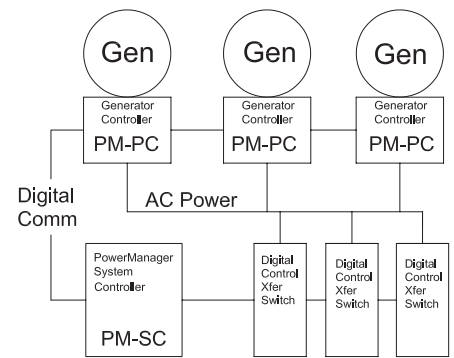 Gen
Gen
Gen
Generator
Controller
PM-PC
Generator
Controller
PM-PC
Generator
Controller
PM-PC
Digital
Comm
AC Power
PowerManager
System
Controller
PM-SC
Digital
Control
Xfer
Switch
Digital
Control
Xfer
Switch
Digital
Control
Xfer
Switch